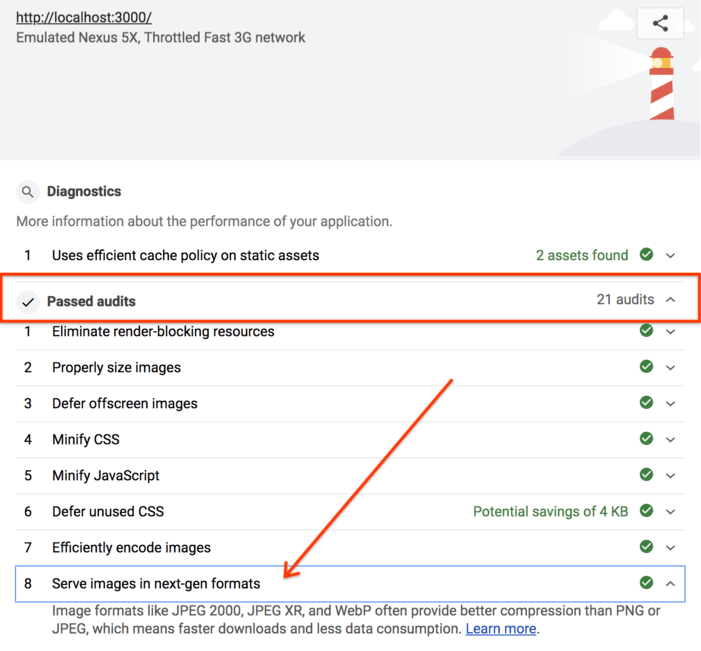 http://localhost:3000/
Emulated Nexus 5X, Throttled Fast 3G network
Diagnostics
More information about the performance of your application.
1 Uses efficient cache policy on static assets 2 assets found
Passed audits 21 audits
1 Eliminate render-blocking resources
2 Properly size images
3 Defer offscreen images
4 Minify CSS
5 Minify JavaScript
6 Defer unused CSS Potential savings of 4 KB
7 Efficiently encode images
8 Serve images in next-gen formats
Image formats like JPEG 2000, JPEG XR, and WebP often provide better compression than PNG or
JPEG, which means faster downloads and less data consumption. Learn more.